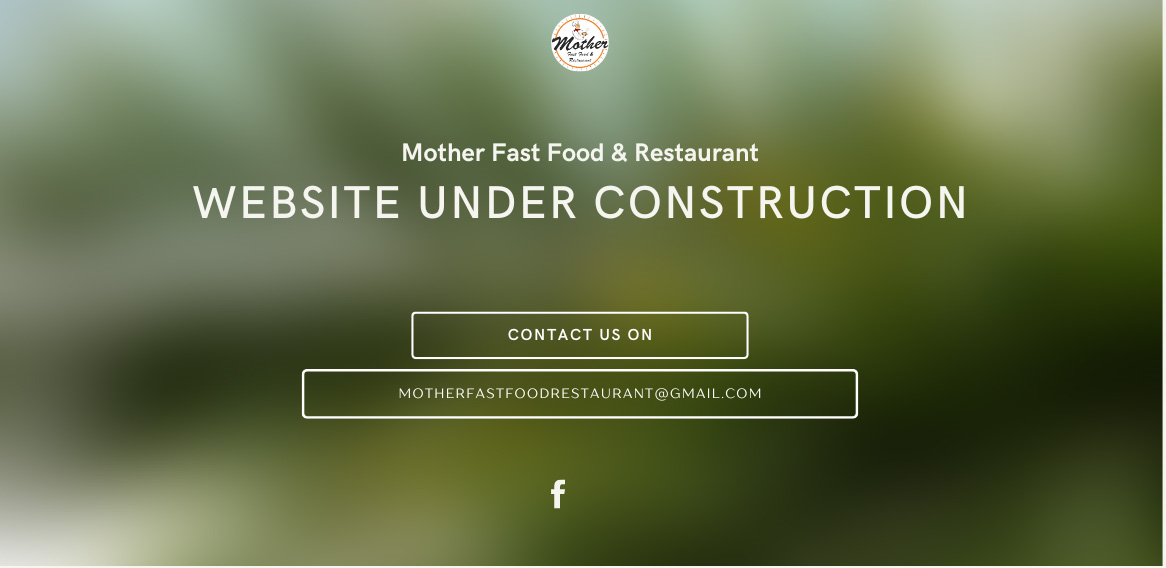 Mother
Fast Food &
Restaurant
Mother Fast Food & Restaurant
WEBSITE UNDER CONSTRUCTION
CONTACT US ON
MOTHERFASTFOODRESTAURANT@GMAIL.COM
f